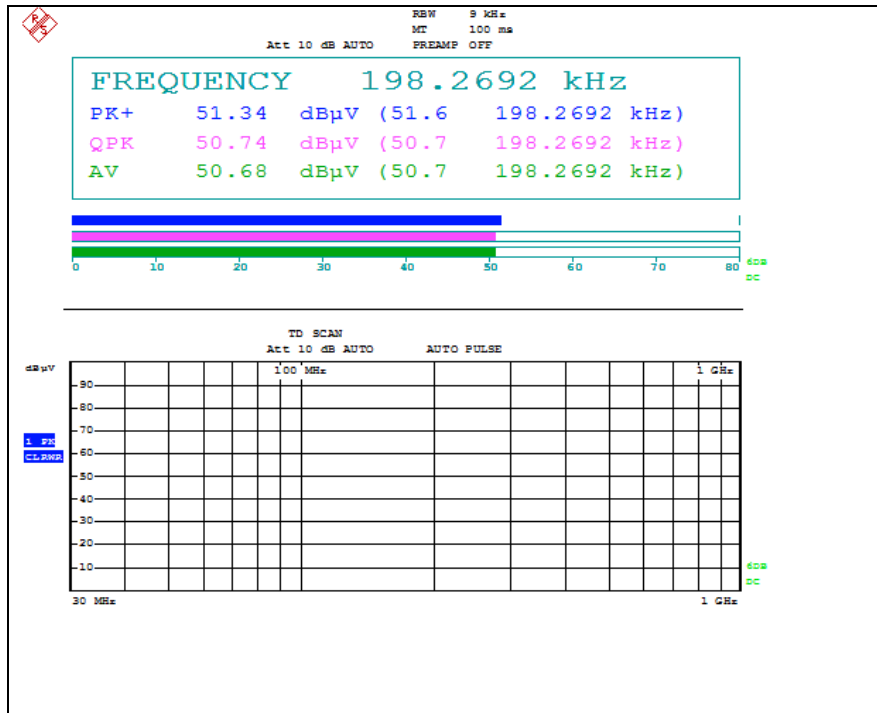 R S
RBW 9 kHz
MT 100 ms
Att 10 dB AUTO PREAMP OFF
FREQUENCY 198.2692 kHz
PK+ 51.34 dBµV (51.6 198.2692 kHz)
QPK 50.74 dBµV (50.7 198.2692 kHz)
AV 50.68 dBµV (50.7 198.2692 kHz)
0 10 20 30 40 50 60 70 80
6DB
DC
TD SCAN
Att 10 dB AUTO AUTO PULSE
dBµV
100 MHz 1 GHz
90
80
70
1 PK
CLRWR
60
50
40
30
20
10
6DB
DC
30 MHz 1 GHz